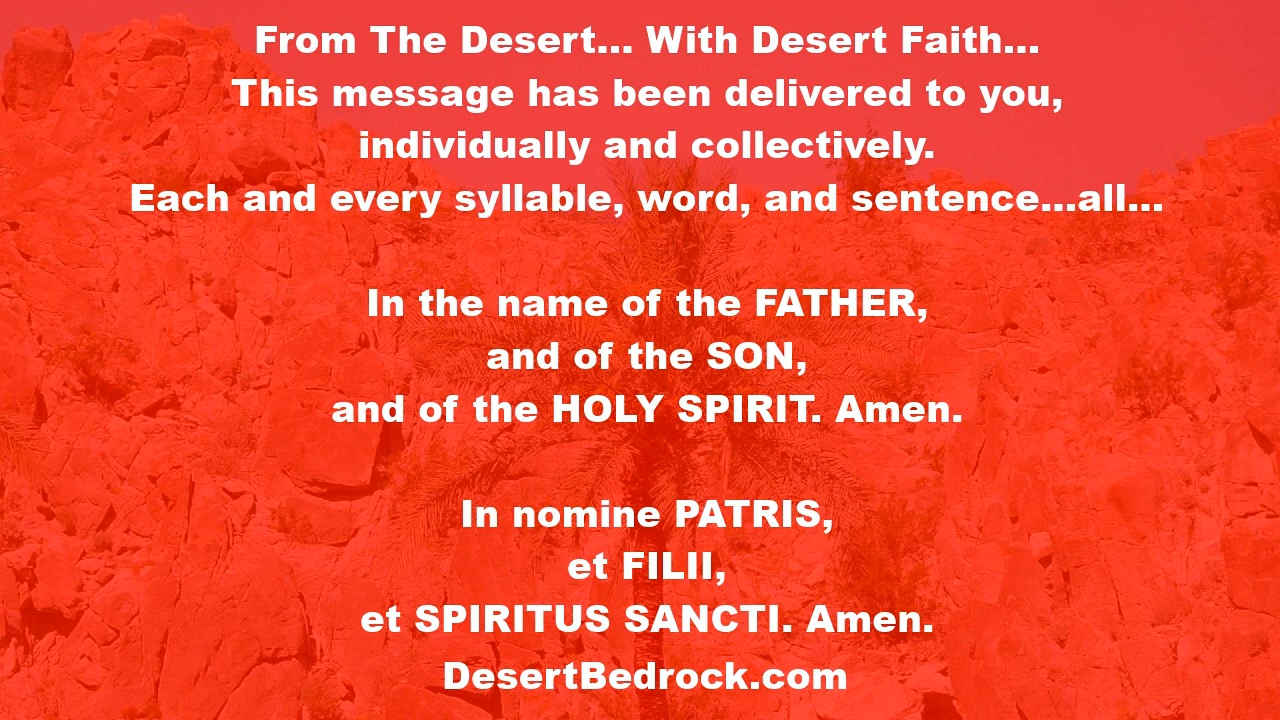 From The Desert... With Desert Faith...
This message has been delivered to you,
individually and collectively.
Each and every syllable, word, and sentence...all...
In the name of the FATHER,
and of the SON,
and of the HOLY SPIRIT. Amen.
In nomine PATRIS,
et FILII,
et SPIRITUS SANCTI. Amen.
DesertBedrock.com